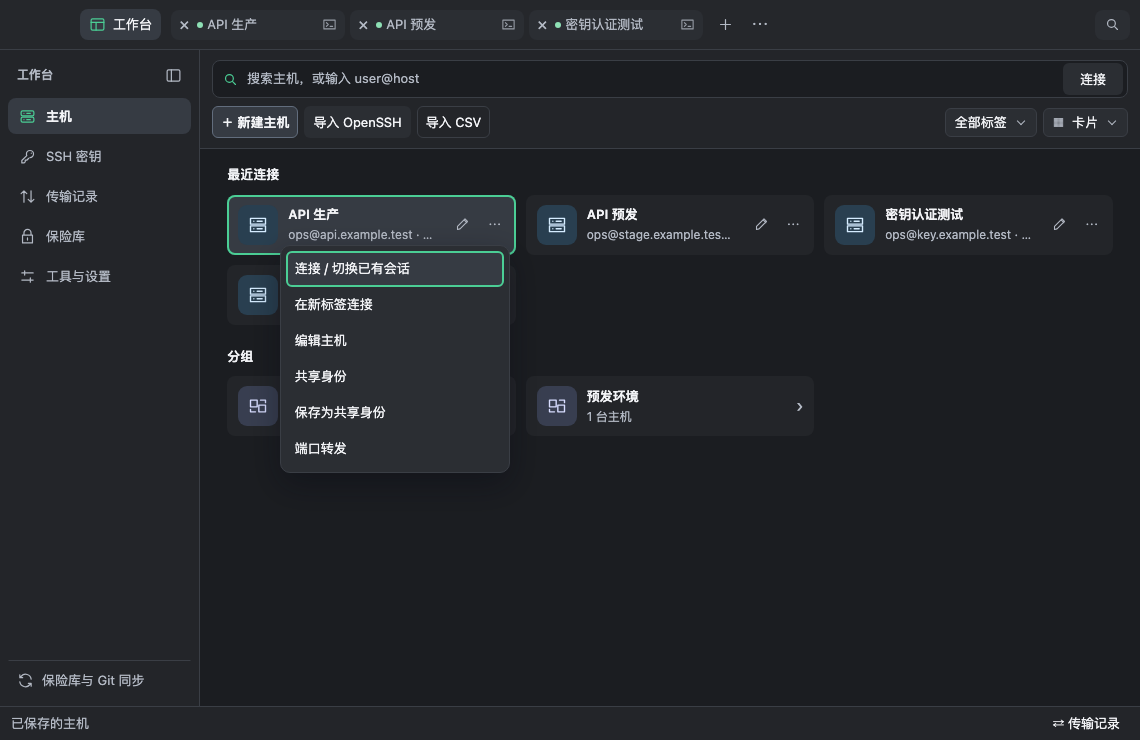 工作台
API 生产
API 预发
密钥认证测试
工作台
主机
SSH 密钥
传输记录
保险库
工具与设置
保险库与 Git 同步
搜索主机，或输入 user@host
连接
+ 新建主机
导入 OpenSSH
导入 CSV
全部标签
卡片
最近连接
API 生产
ops@api.example.test · ...
API 预发
ops@stage.example.tes...
密钥认证测试
ops@key.example.test · ...
连接 / 切换已有会话
在新标签连接
编辑主机
共享身份
保存为共享身份
端口转发
分组
预发环境
1 台主机
已保存的主机
传输记录